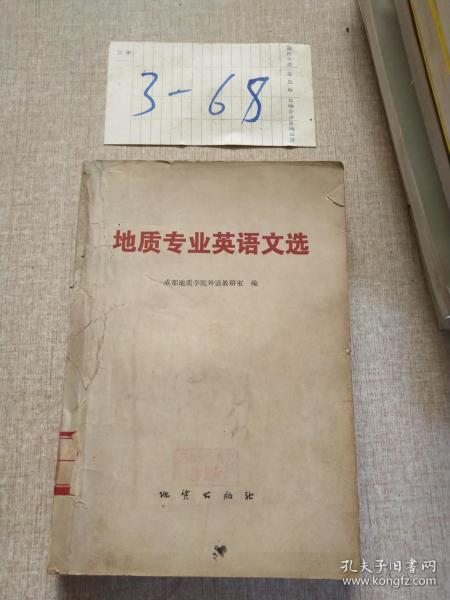 3-68
地质专业英语文选
成都地质学院外语教研室 编
地质出版社
孔夫子旧书网
www.kongfz.com